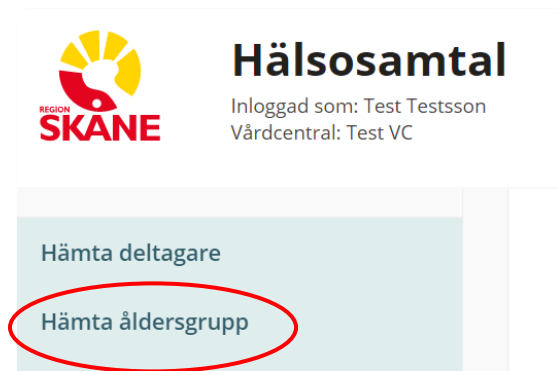 REGION
SKÅNE
Hälsosamtal
Inloggad som: Test Testsson
Vårdcentral: Test VC
Hämta deltagare
Hämta åldersgrupp